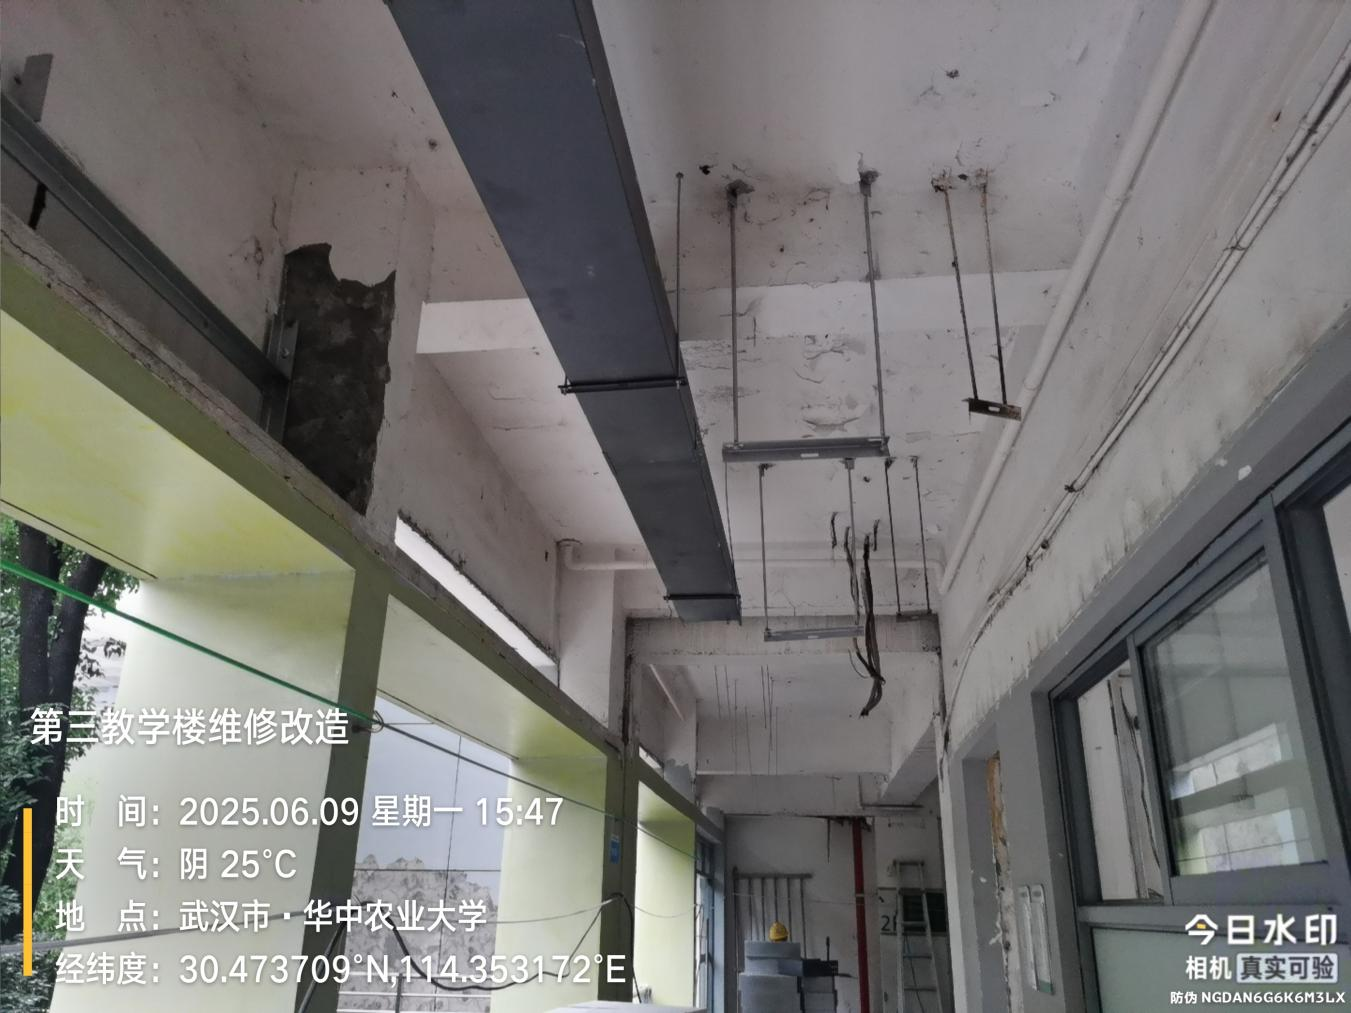 第三教学楼维修改造
时 间：2025.06.09 星期一 15:47
天 气：阴 25°C
地 点：武汉市·华中农业大学
经纬度：30.473709°N,114.353172°E
今日水印
相机 真实可验
防伪 NGDAN6G6K6M3LX